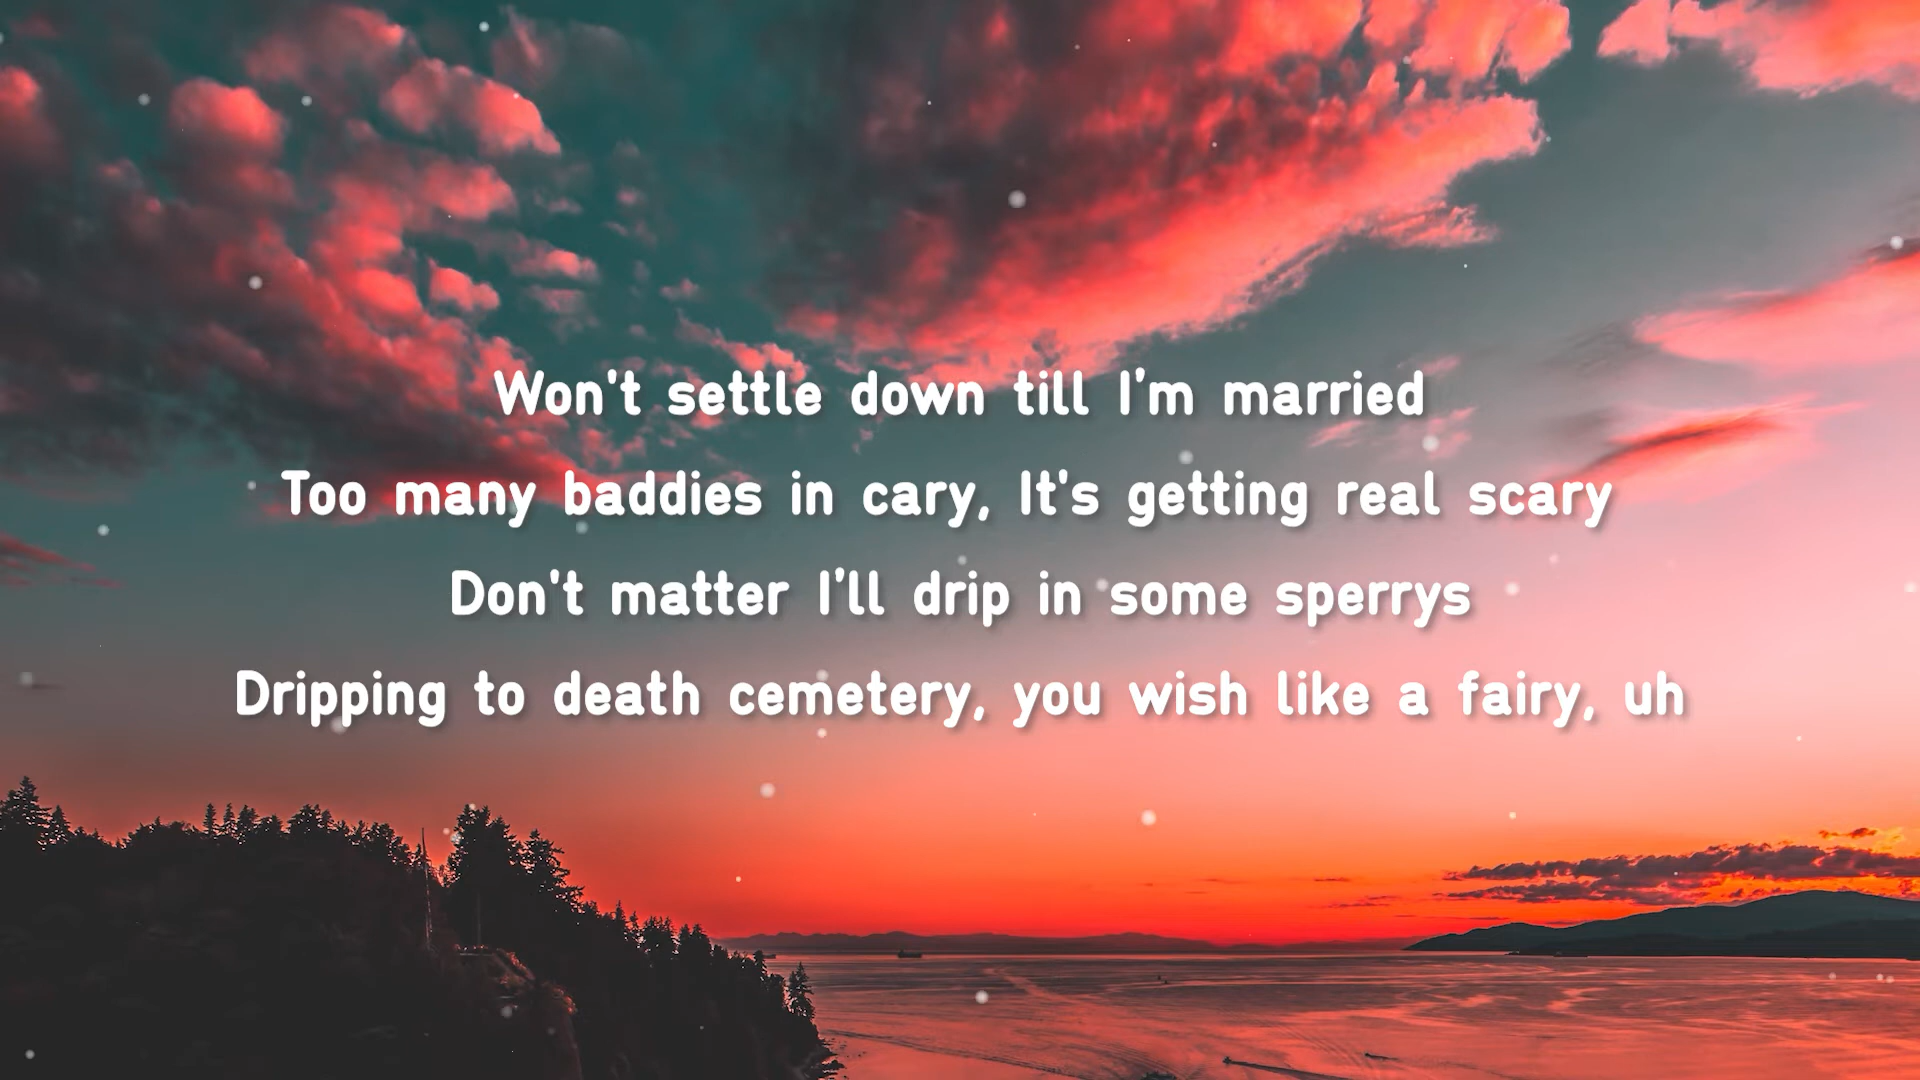 Won't settle down till I'm married
Too many baddies in cary, It's getting real scary
Don't matter I'll drip in some sperrys
Dripping to death cemetery, you wish like a fairy, uh